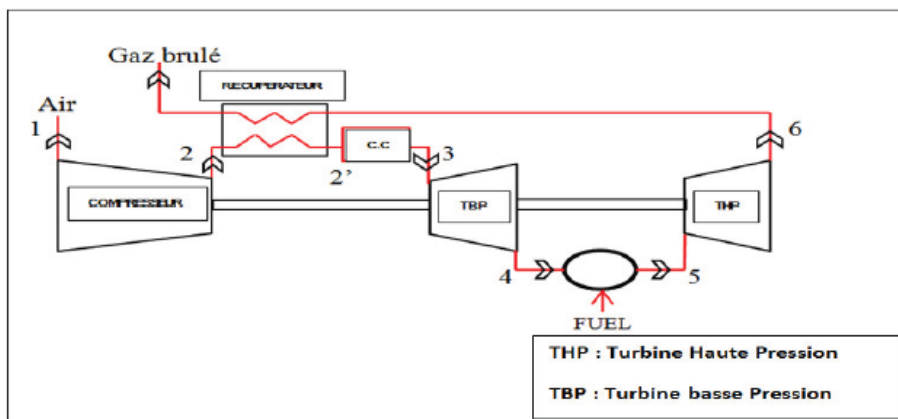 Gaz brulé
RECUPERATEUR
Air
1
2
2’
C.C
3
6
COMPRESSEUR
TBP
THP
4
5
FUEL
THP : Turbine Haute Pression
TBP : Turbine basse Pression